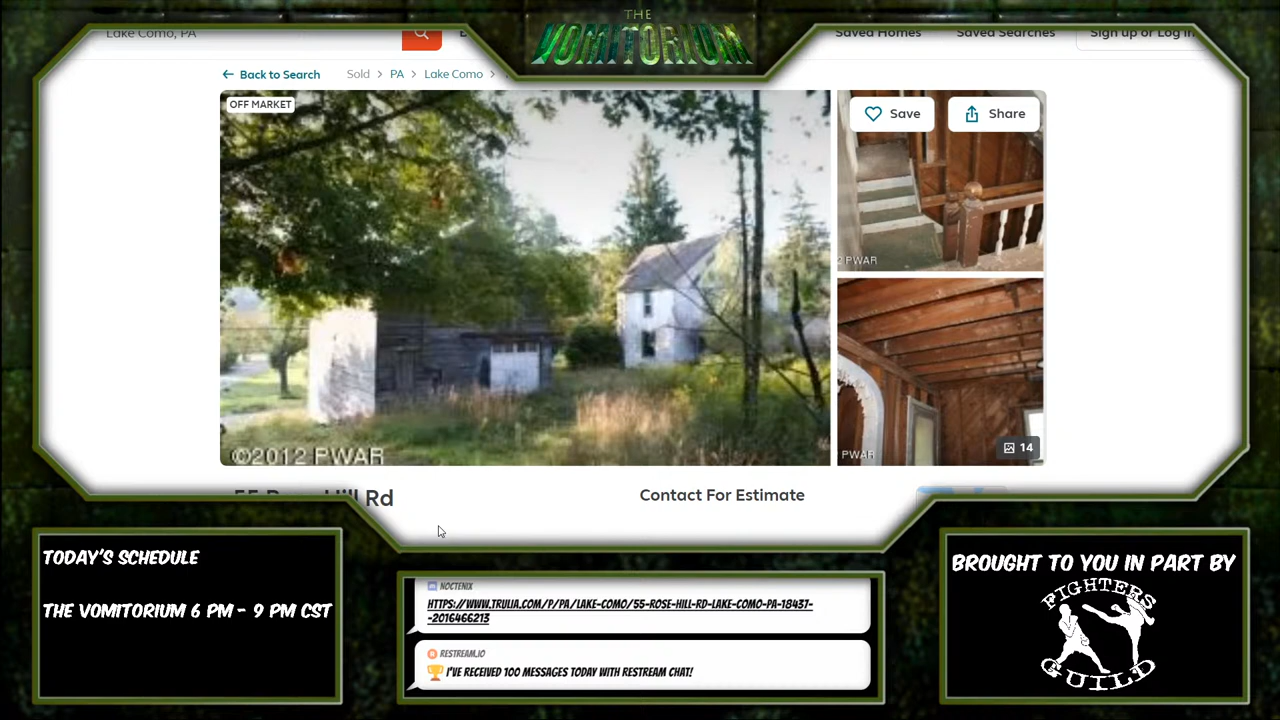 THE
VOMITORIUM
Lake Como, PA
Saved Homes
Saved Searches
Sign up or Log In
Back to Search
Sold > PA > Lake Como >
OFF MARKET
Save
Share
©2012 PWAR
2 PWAR
PWAR
14
55 Rose Hill Rd
Contact For Estimate
TODAY'S SCHEDULE
THE VOMITORIUM 6 PM - 9 PM CST
NOCTENIX
HTTPS://WWW.TRULIA.COM/P/PA/LAKE-COMO/55-ROSE-HILL-RD-LAKE-COMO-PA-18437-
-2016466213
RESTREAM.IO
I'VE RECEIVED 100 MESSAGES TODAY WITH RESTREAM CHAT!
BROUGHT TO YOU IN PART BY
FIGHTERS
GUILD